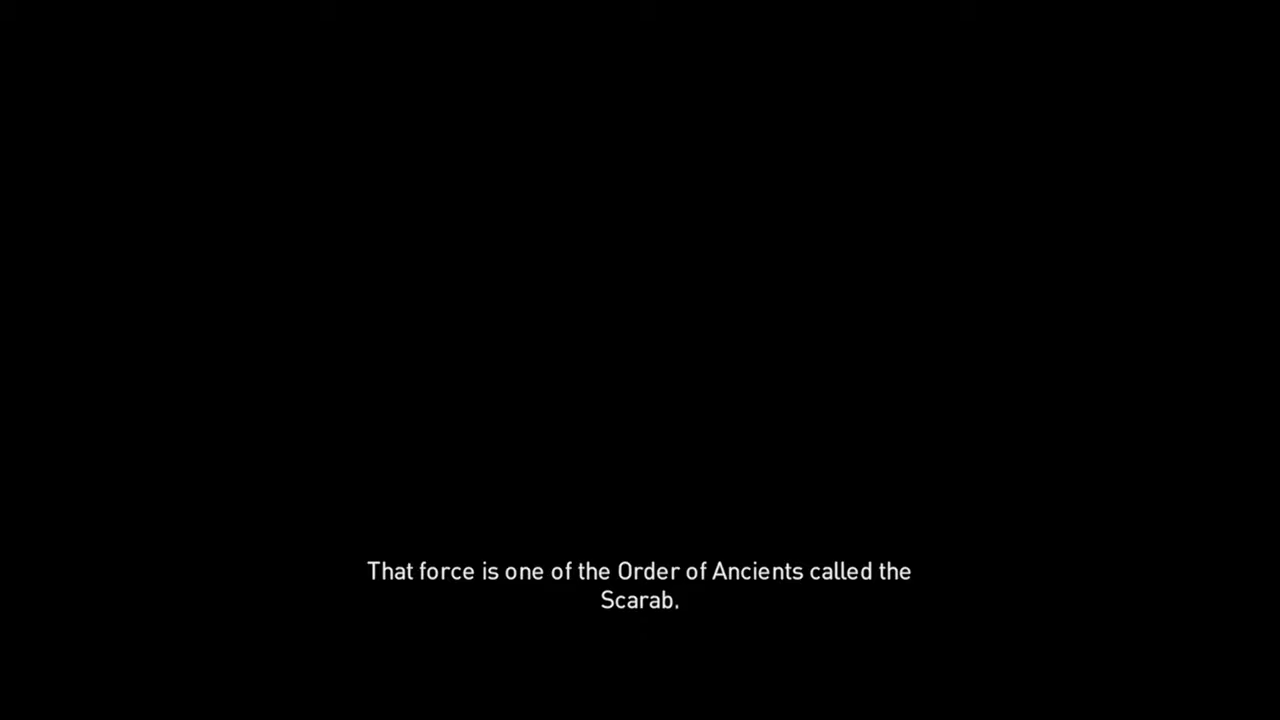 That force is one of the Order of Ancients called the
Scarab.